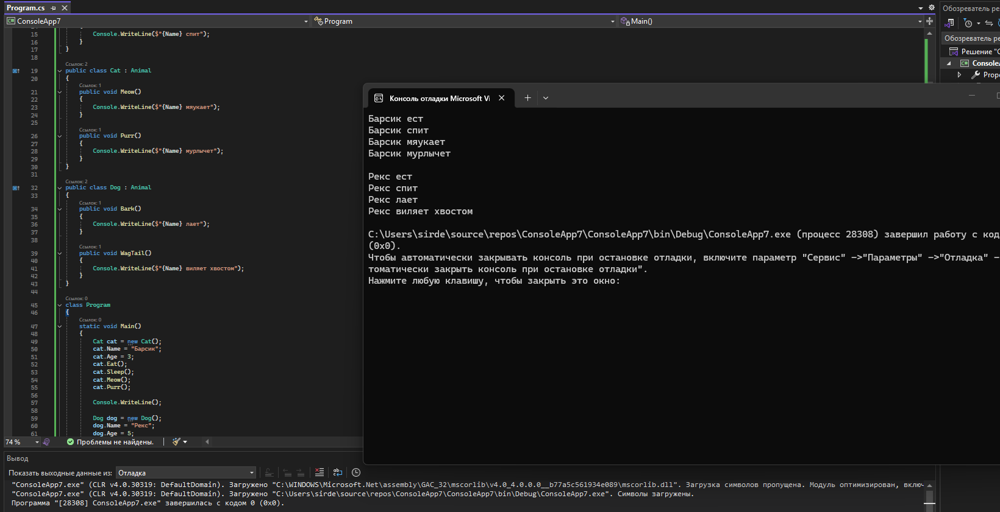 Program.cs
ConsoleApp7
Program
Main()
15 Console.WriteLine($"{Name} спит");
16 }
17 }
18
Ссылок: 2
19 public class Cat : Animal
20 {
Ссылок: 1
21 public void Meow()
22 {
23 Console.WriteLine($"{Name} мяукает");
24 }
25
Ссылок: 1
26 public void Purr()
27 {
28 Console.WriteLine($"{Name} мурлычет");
29 }
30 }
31
Ссылок: 2
32 public class Dog : Animal
33 {
Ссылок: 1
34 public void Bark()
35 {
36 Console.WriteLine($"{Name} лает");
37 }
38
Ссылок: 1
39 public void WagTail()
40 {
41 Console.WriteLine($"{Name} виляет хвостом");
42 }
43 }
44
Ссылок: 0
45 class Program
46 {
Ссылок: 0
47 static void Main()
48 {
49 Cat cat = new Cat();
50 cat.Name = "Барсик";
51 cat.Age = 3;
52 cat.Eat();
53 cat.Sleep();
54 cat.Meow();
55 cat.Purr();
56
57 Console.WriteLine();
58
59 Dog dog = new Dog();
60 dog.Name = "Рекс";
61 dog.Age = 5;
74 %
Проблемы не найдены.
Консоль отладки Microsoft Vi
Барсик ест
Барсик спит
Барсик мяукает
Барсик мурлычет
Рекс ест
Рекс спит
Рекс лает
Рекс виляет хвостом
C:\Users\sirde\source\repos\ConsoleApp7\ConsoleApp7\bin\Debug\ConsoleApp7.exe (процесс 28308) завершил работу с код
(0x0).
Чтобы автоматически закрывать консоль при остановке отладки, включите параметр "Сервис" ->"Параметры" ->"Отладка" -
томатически закрыть консоль при остановке отладки".
Нажмите любую клавишу, чтобы закрыть это окно:
Обозреватель ре
Обозреватель ре
Решение "C
ConsoleA
Prope
Вывод
Показать выходные данные из: Отладка
"ConsoleApp7.exe" (CLR v4.0.30319: DefaultDomain). Загружено "C:\WINDOWS\Microsoft.Net\assembly\GAC_32\mscorlib\v4.0_4.0.0.0__b77a5c561934e089\mscorlib.dll". Загрузка символов пропущена. Модуль оптимизирован, включ
"ConsoleApp7.exe" (CLR v4.0.30319: DefaultDomain). Загружено "C:\Users\sirde\source\repos\ConsoleApp7\ConsoleApp7\bin\Debug\ConsoleApp7.exe". Символы загружены.
Программа "[28308] ConsoleApp7.exe" завершилась с кодом 0 (0x0).